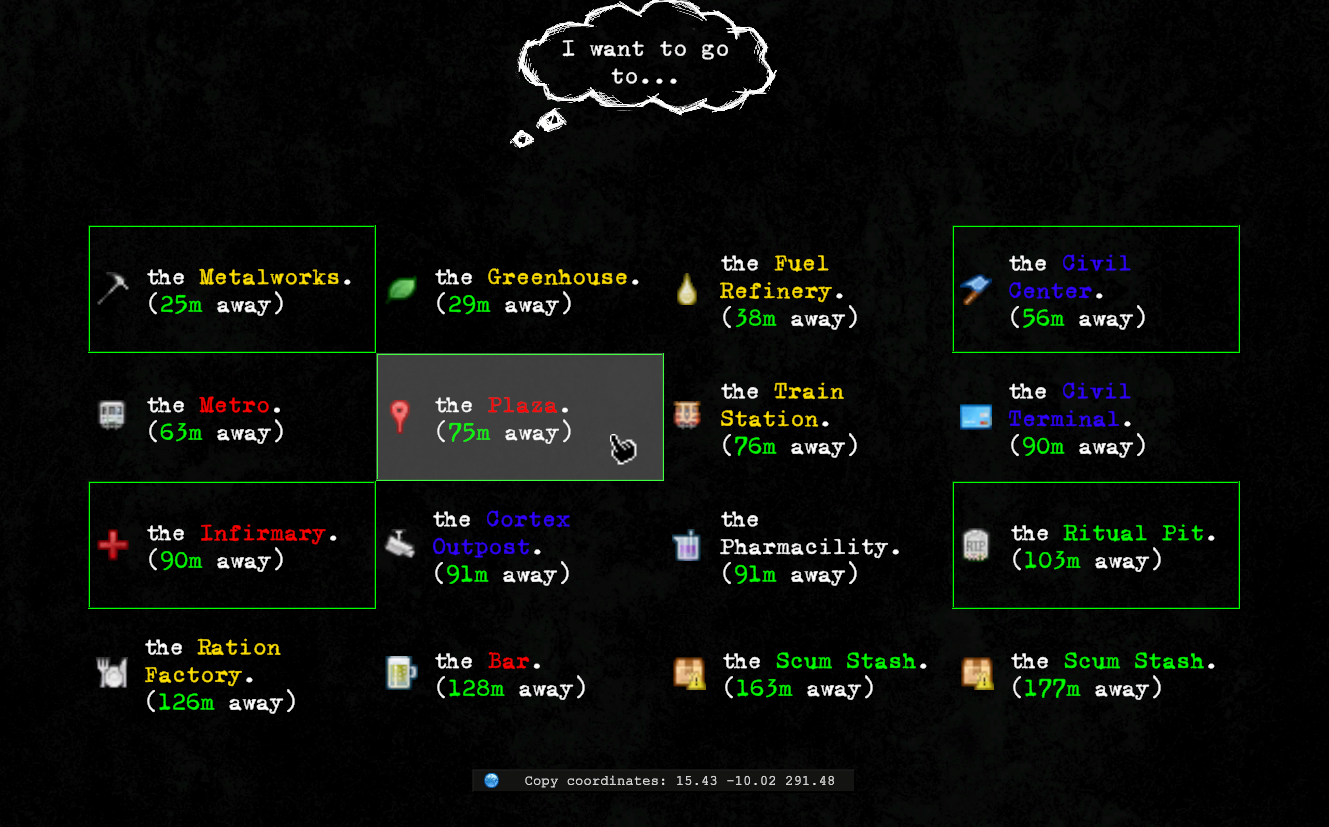 I want to go
to...
the Metalworks.
(25m away)
the Greenhouse.
(29m away)
the Fuel
Refinery.
(38m away)
the Civil
Center.
(56m away)
the Metro.
(63m away)
the Plaza.
(75m away)
the Train
Station.
(76m away)
the Civil
Terminal.
(90m away)
the Infirmary.
(90m away)
the Cortex
Outpost.
(91m away)
the
Pharmacility.
(91m away)
RIP
the Ritual Pit.
(103m away)
the Ration
Factory.
(126m away)
the Bar.
(128m away)
the Scum Stash.
(163m away)
the Scum Stash.
(177m away)
Copy coordinates: 15.43 -10.02 291.48